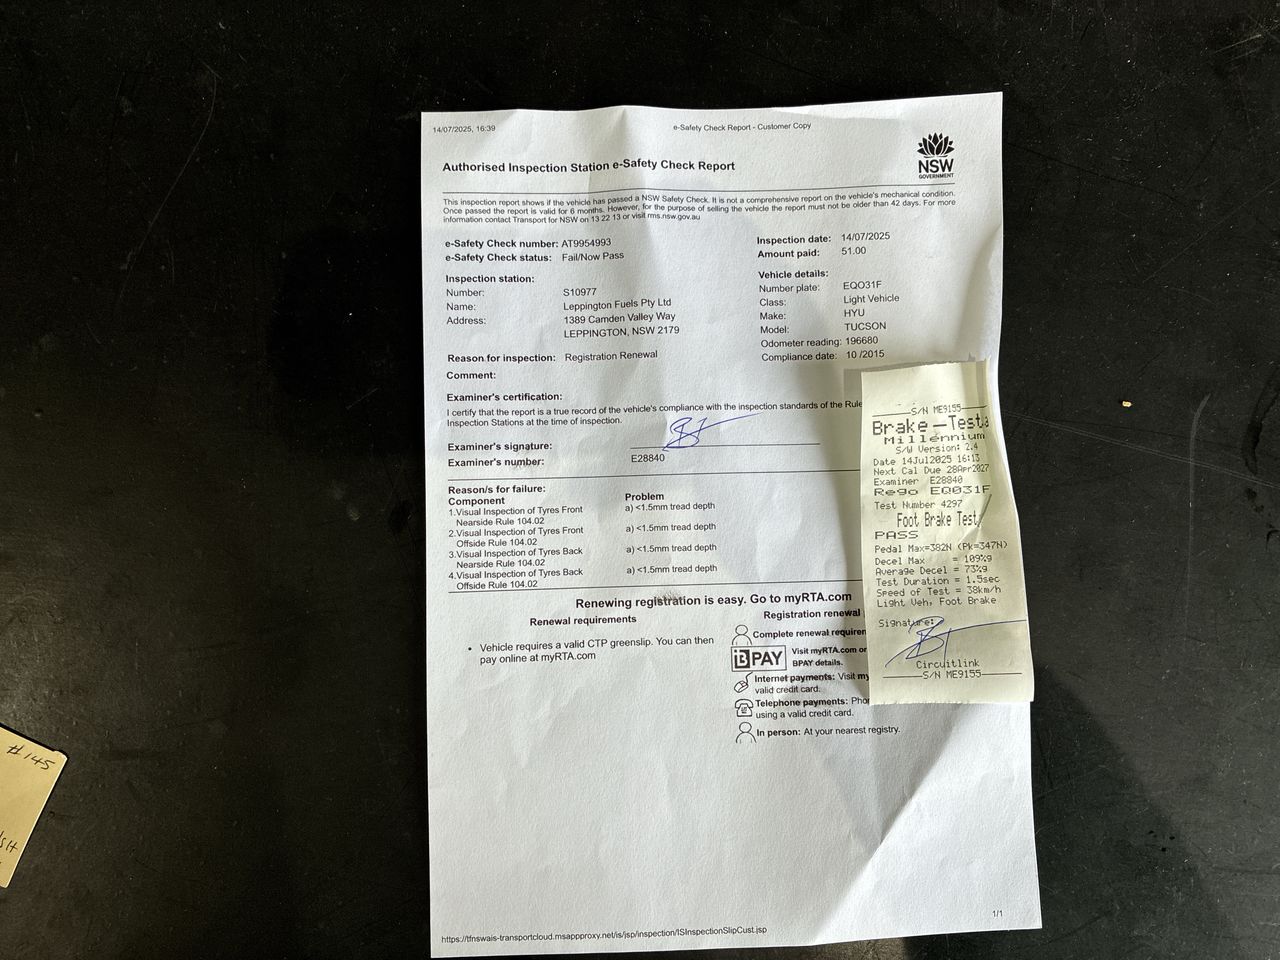 14/07/2025, 16:39
e-Safety Check Report - Customer Copy
Authorised Inspection Station e-Safety Check Report
NSW
GOVERNMENT
This inspection report shows if the vehicle has passed a NSW Safety Check. It is not a comprehensive report on the vehicle's mechanical condition.
Once passed the report is valid for 6 months. However, for the purpose of selling the vehicle the report must not be older than 42 days. For more
information contact Transport for NSW on 13 22 13 or visit rms.nsw.gov.au
e-Safety Check number: AT9954993
e-Safety Check status: Fail/Now Pass
Inspection date: 14/07/2025
Amount paid: 51.00
Inspection station:
Number: S10977
Name: Leppington Fuels Pty Ltd
Address: 1389 Camden Valley Way
LEPPINGTON, NSW 2179
Vehicle details:
Number plate: EQO31F
Class: Light Vehicle
Make: HYU
Model: TUCSON
Odometer reading: 196680
Compliance date: 10 /2015
Reason for inspection: Registration Renewal
Comment:
Examiner's certification:
I certify that the report is a true record of the vehicle's compliance with the inspection standards of the Rule
Inspection Stations at the time of inspection.
Examiner's signature:
Examiner's number: E28840
Reason/s for failure:
Component Problem
1.Visual Inspection of Tyres Front a) <1.5mm tread depth
Nearside Rule 104.02
2.Visual Inspection of Tyres Front a) <1.5mm tread depth
Offside Rule 104.02
3.Visual Inspection of Tyres Back a) <1.5mm tread depth
Nearside Rule 104.02
4.Visual Inspection of Tyres Back a) <1.5mm tread depth
Offside Rule 104.02
Renewing registration is easy. Go to myRTA.com
Renewal requirements
• Vehicle requires a valid CTP greenslip. You can then
pay online at myRTA.com
Registration renewal
Complete renewal requirem
B PAY
Visit myRTA.com or
BPAY details.
Internet payments: Visit my
valid credit card.
Telephone payments: Pho
using a valid credit card.
In person: At your nearest registry.
1/1
https://tfnswais-transportcloud.msappproxy.net/is/jsp/inspection/ISInspectionSlipCust.jsp
S/N ME9155
Brake-Testa
Millennium
S/W Version: 2.4
Date 14Jul2025 16:13
Next Cal Due 28Apr2027
Examiner E28840
Rego EQ031F
Test Number 4297
Foot Brake Test
PASS
Pedal Max=382N (Pk=347N)
Decel Max = 109%g
Average Decel = 73%g
Test Duration = 1.5sec
Speed of Test = 38km/h
Light Veh, Foot Brake
Signature:
Circuitlink
S/N ME9155
#145